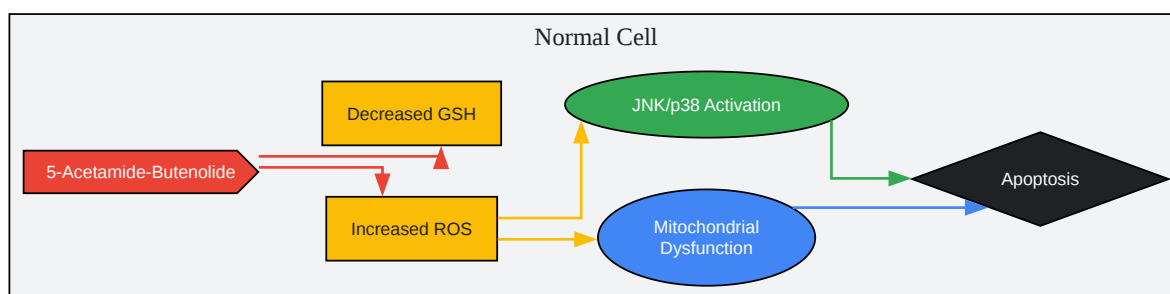 Normal Cell
Decreased GSH
JNK/p38 Activation
5-Acetamide-Butenolide
Apoptosis
Increased ROS
Mitochondrial
Dysfunction